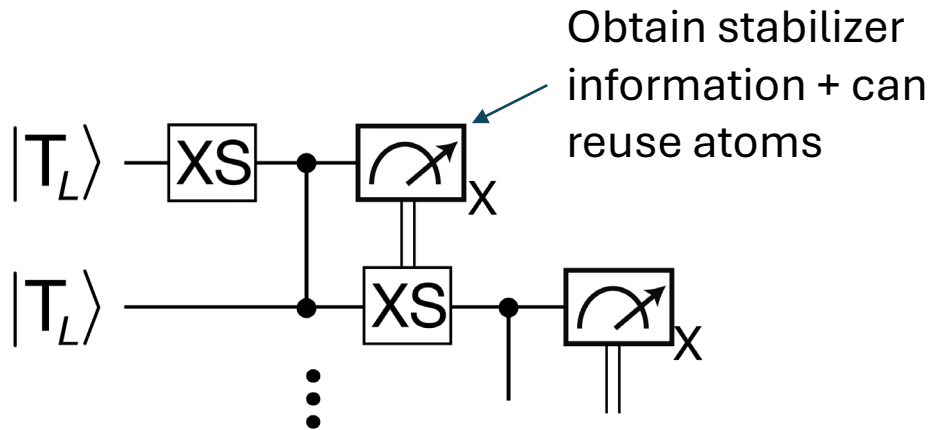 Obtain stabilizer
information + can
reuse atoms
|T_L⟩ XS X
|T_L⟩ XS X